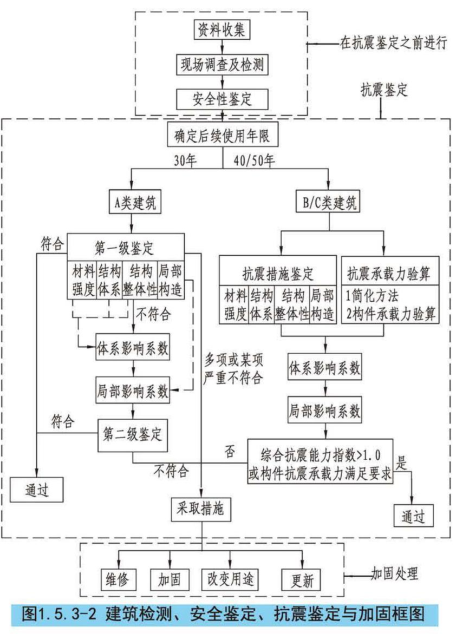 资料收集
在抗震鉴定之前进行
现场调查及检测
安全性鉴定
抗震鉴定
确定后续使用年限
30年
40/50年
A类建筑
B/C类建筑
符合
第一级鉴定
材料强度
结构体系
结构整体性
局部构造
抗震措施鉴定
材料强度
结构体系
结构整体性
局部构造
抗震承载力验算
1简化方法
2构件承载力验算
不符合
体系影响系数
多项或某项
严重不符合
体系影响系数
局部影响系数
局部影响系数
符合
第二级鉴定
不符合
否
综合抗震能力指数>1.0
或构件抗震承载力满足要求
是
通过
采取措施
通过
维修
加固
改变用途
更新
加固处理
图1.5.3-2 建筑检测、安全鉴定、抗震鉴定与加固框图